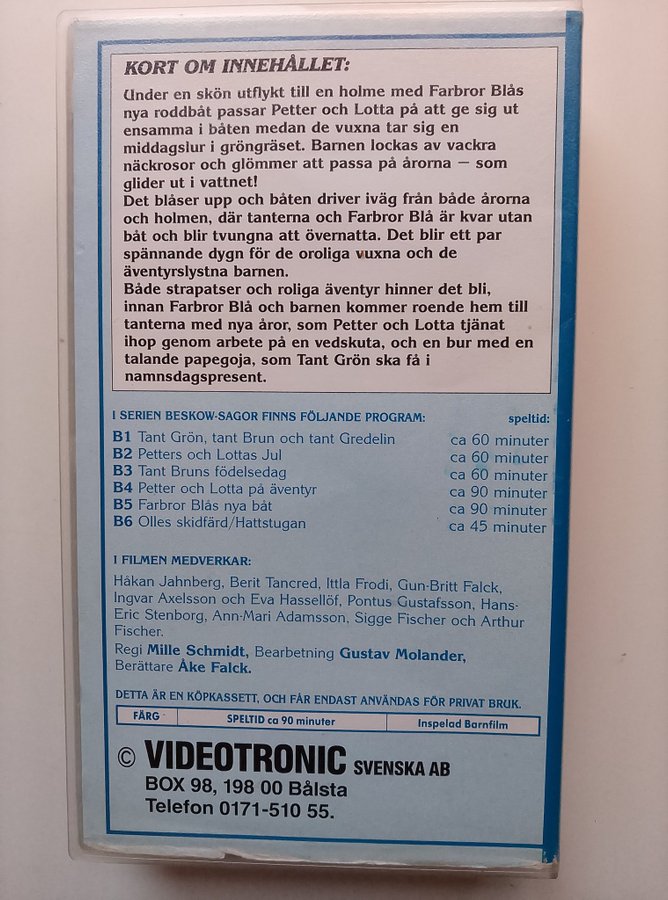 KORT OM INNEHÅLLET:
Under en skön utflykt till en holme med Farbror Blås
nya roddbåt passar Petter och Lotta på att ge sig ut
ensamma i båten medan de vuxna tar sig en
middagslur i gröngräset. Barnen lockas av vackra
näckrosor och glömmer att passa på årorna — som
glider ut i vattnet!
Det blåser upp och båten driver iväg från både årorna
och holmen, där tanterna och Farbror Blå är kvar utan
båt och blir tvungna att övernatta. Det blir ett par
spännande dygn för de oroliga vuxna och de
äventyrslystna barnen.
Både strapatser och roliga äventyr hinner det bli,
innan Farbror Blå och barnen kommer roende hem till
tanterna med nya åror, som Petter och Lotta tjänat
ihop genom arbete på en vedskuta, och en bur med en
talande papegoja, som Tant Grön ska få i
namnsdagspresent.
I SERIEN BESKOW-SAGOR FINNS FÖLJANDE PROGRAM: speltid:
B1 Tant Grön, tant Brun och tant Gredelin ca 60 minuter
B2 Petters och Lottas Jul ca 60 minuter
B3 Tant Bruns födelsedag ca 60 minuter
B4 Petter och Lotta på äventyr ca 90 minuter
B5 Farbror Blås nya båt ca 90 minuter
B6 Olles skidfärd/Hattstugan ca 45 minuter
I FILMEN MEDVERKAR:
Håkan Jahnberg, Berit Tancred, Ittla Frodi, Gun-Britt Falck,
Ingvar Axelsson och Eva Hassellöf, Pontus Gustafsson, Hans-
Eric Stenborg, Ann-Mari Adamsson, Sigge Fischer och Arthur
Fischer.
Regi Mille Schmidt, Bearbetning Gustav Molander,
Berättare Åke Falck.
DETTA ÄR EN KÖPKASSETT, OCH FÅR ENDAST ANVÄNDAS FÖR PRIVAT BRUK.
FÄRG SPELTID ca 90 minuter Inspelad Barnfilm
© VIDEOTRONIC SVENSKA AB
BOX 98, 198 00 Bålsta
Telefon 0171-510 55.